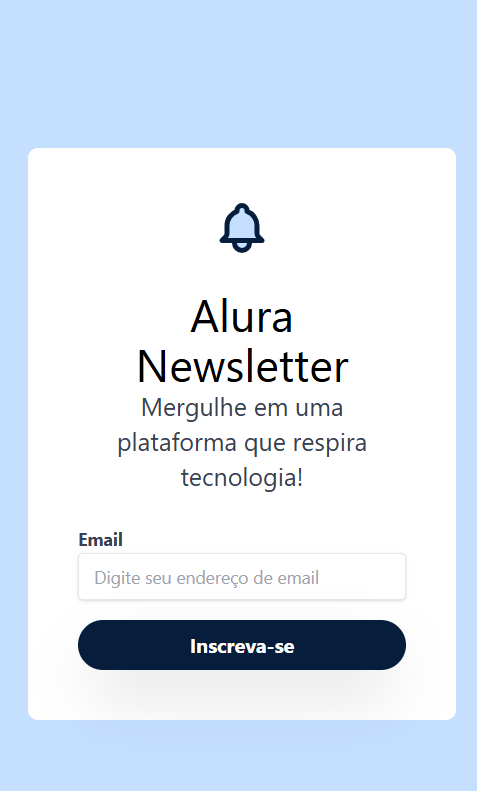 Alura
Newsletter
Mergulhe em uma
plataforma que respira
tecnologia!
Email
Digite seu endereço de email
Inscreva-se